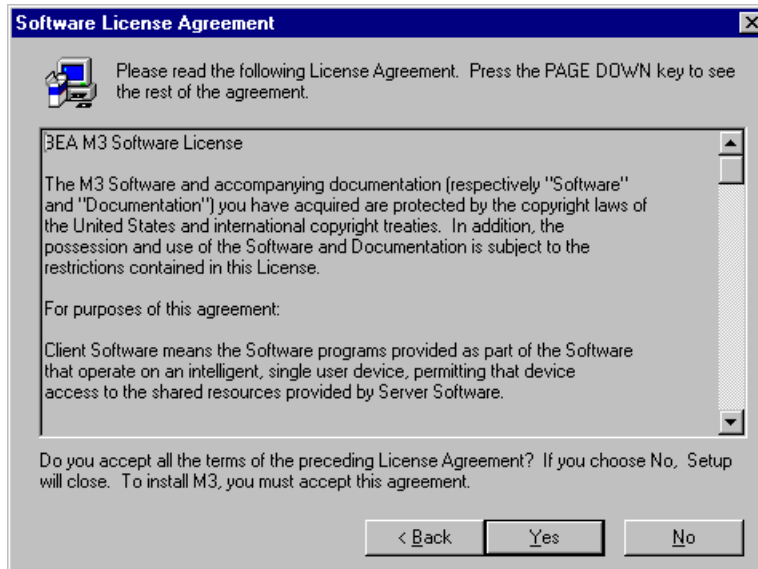 Software License Agreement
Please read the following License Agreement. Press the PAGE DOWN key to see
the rest of the agreement.
BEA M3 Software License
The M3 Software and accompanying documentation (respectively "Software"
and "Documentation") you have acquired are protected by the copyright laws of
the United States and international copyright treaties. In addition, the
possession and use of the Software and Documentation is subject to the
restrictions contained in this License.
For purposes of this agreement:
Client Software means the Software programs provided as part of the Software
that operate on an intelligent, single user device, permitting that device
access to the shared resources provided by Server Software.
Do you accept all the terms of the preceding License Agreement? If you choose No, Setup
will close. To install M3, you must accept this agreement.
< Back Yes No